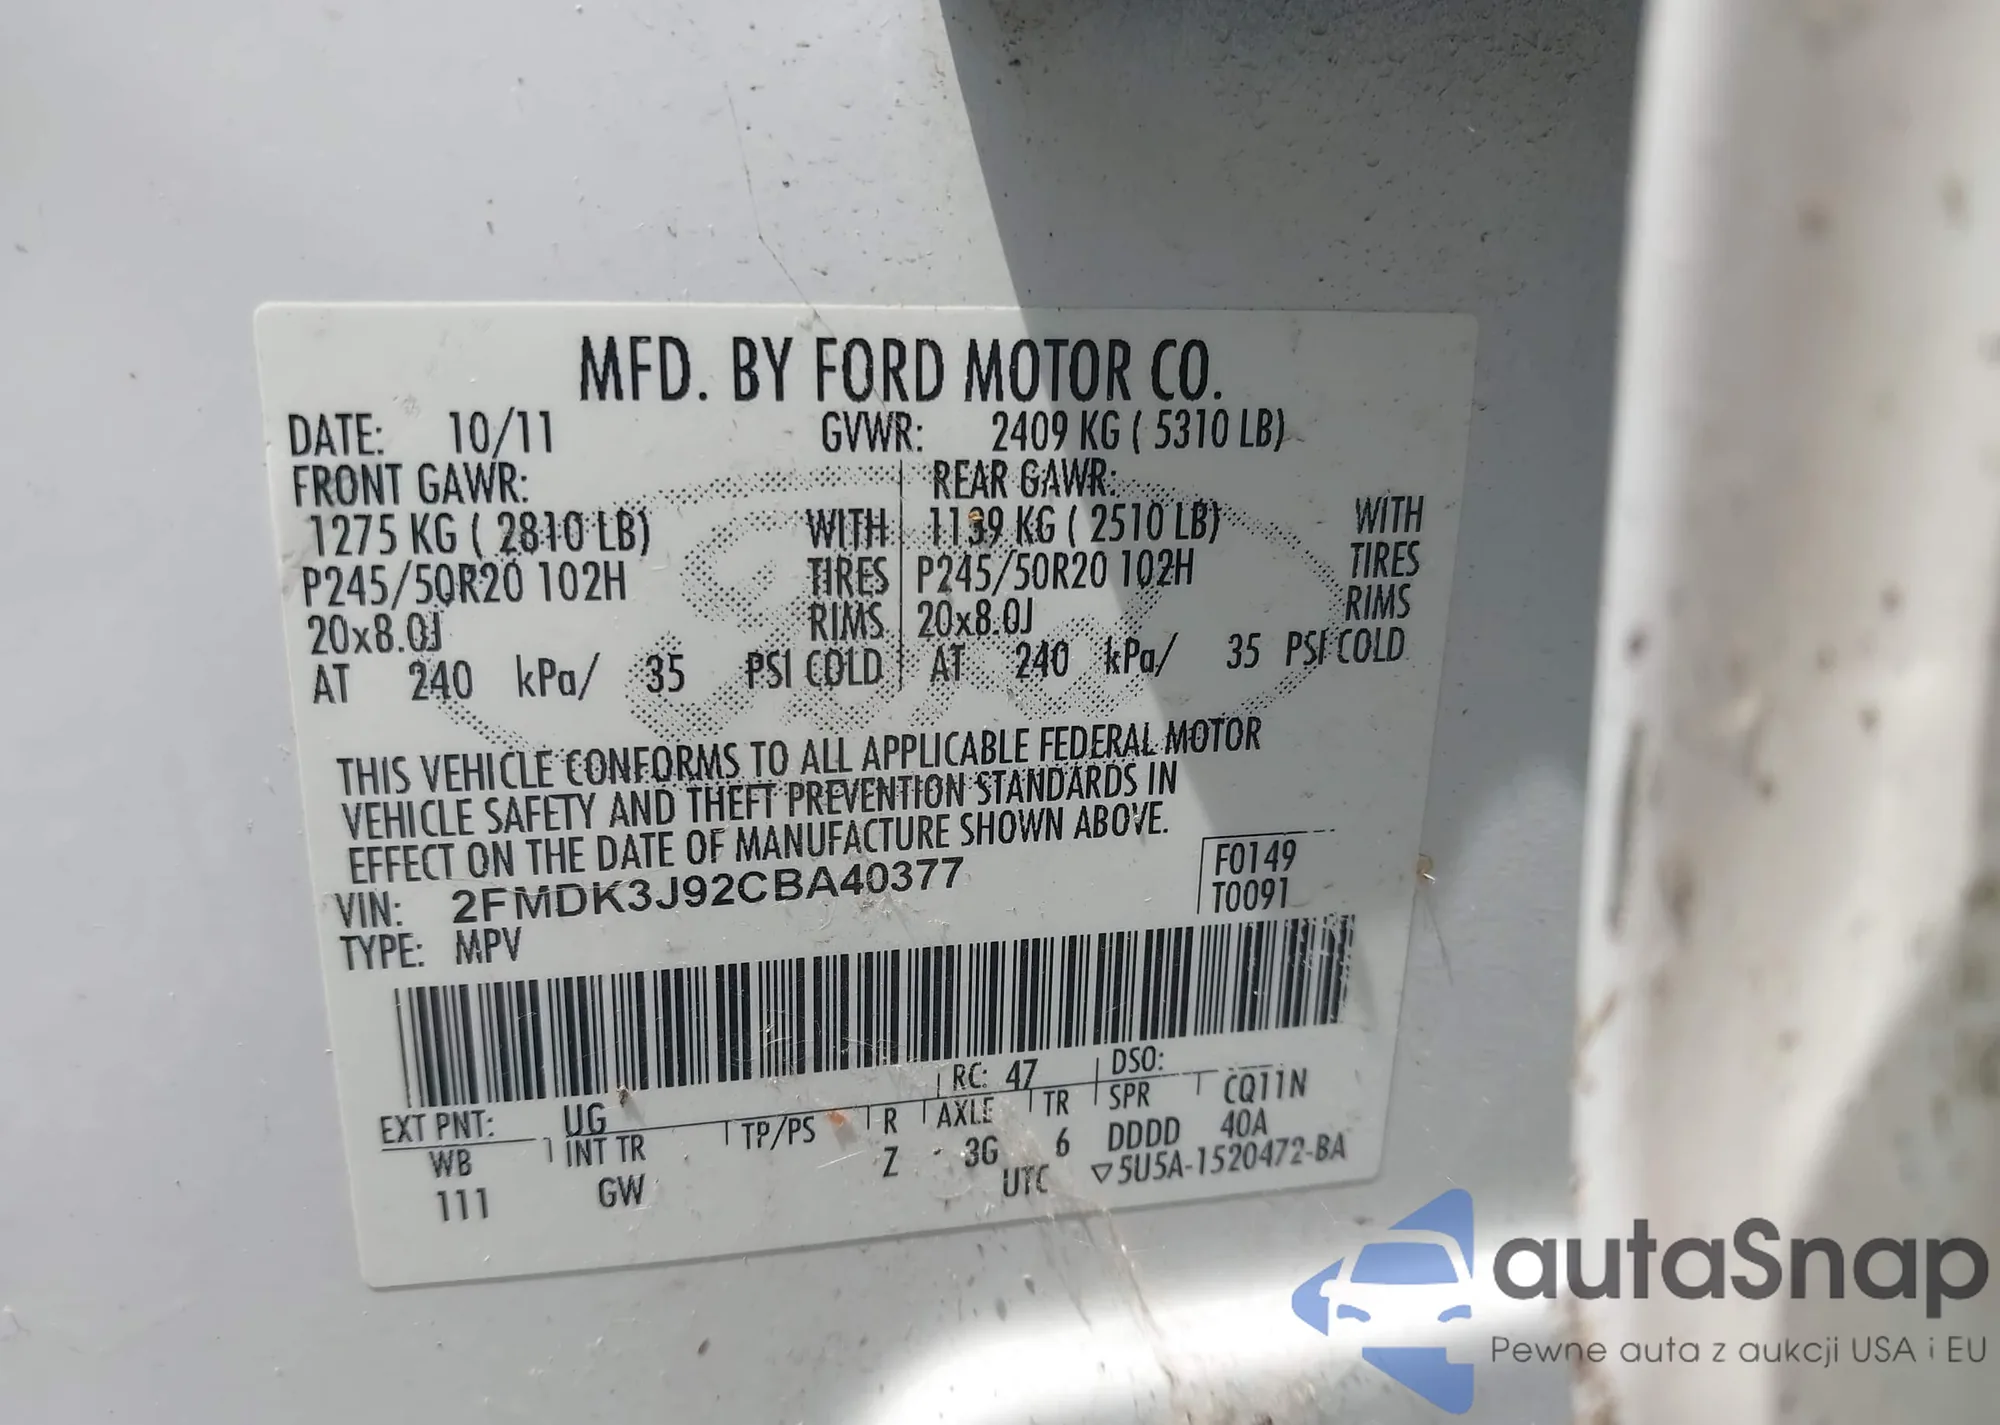 MFD. BY FORD MOTOR CO.
DATE: 10/11 GVWR: 2409 KG ( 5310 LB)
FRONT GAWR: REAR GAWR:
1275 KG ( 2810 LB) WITH 1139 KG ( 2510 LB) WITH
P245/50R20 102H TIRES P245/50R20 102H TIRES
20x8.0J RIMS 20x8.0J RIMS
AT 240 kPa/ 35 PSI COLD AT 240 kPa/ 35 PSI COLD
THIS VEHICLE CONFORMS TO ALL APPLICABLE FEDERAL MOTOR
VEHICLE SAFETY AND THEFT PREVENTION STANDARDS IN
EFFECT ON THE DATE OF MANUFACTURE SHOWN ABOVE.
VIN: 2FMDK3J92CBA40377 F0149
TYPE: MPV T0091
EXT PNT: UG RC: 47 DSO:
WB INT TR TP/PS R AXLE TR SPR CQ11N
111 GW Z 3G 6 DDDD 40A
UTC ▽5U5A-1520472-BA
autoSnap
Pewne auta z aukcji USA i EU